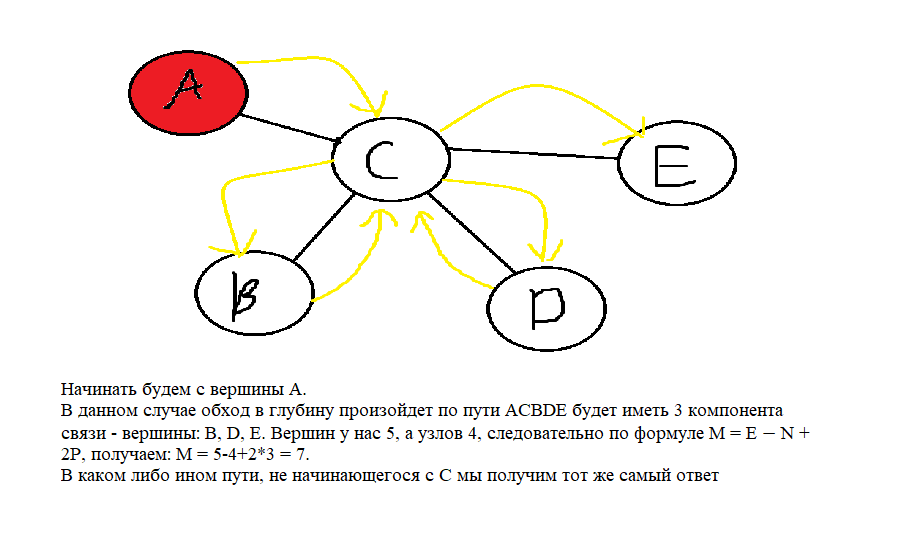 A
C
E
B
D
Начинать будем с вершины А.
В данном случае обход в глубину произойдет по пути ACBDE будет иметь 3 компонента
связи - вершины: B, D, E. Вершин у нас 5, а узлов 4, следовательно по формуле M = E − N +
2P, получаем: M = 5-4+2*3 = 7.
В каком либо ином пути, не начинающегося с С мы получим тот же самый ответ